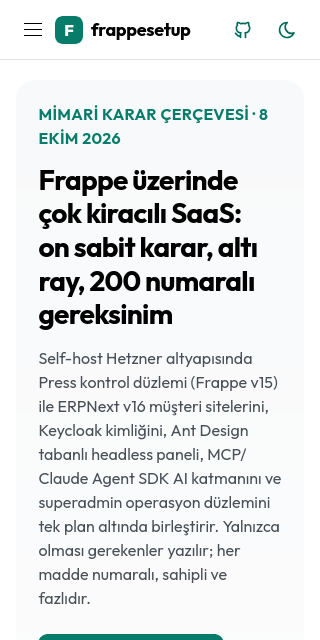 F frappesetup
MİMARİ KARAR ÇERÇEVESİ · 8
EKİM 2026
Frappe üzerinde
çok kiracılı SaaS:
on sabit karar, altı
ray, 200 numaralı
gereksinim
Self-host Hetzner altyapısında
Press kontrol düzlemi (Frappe v15)
ile ERPNext v16 müşteri sitelerini,
Keycloak kimliğini, Ant Design
tabanlı headless paneli, MCP/
Claude Agent SDK AI katmanını ve
superadmin operasyon düzlemini
tek plan altında birleştirir. Yalnızca
olması gerekenler yazılır; her
madde numaralı, sahipli ve
fazlıdır.